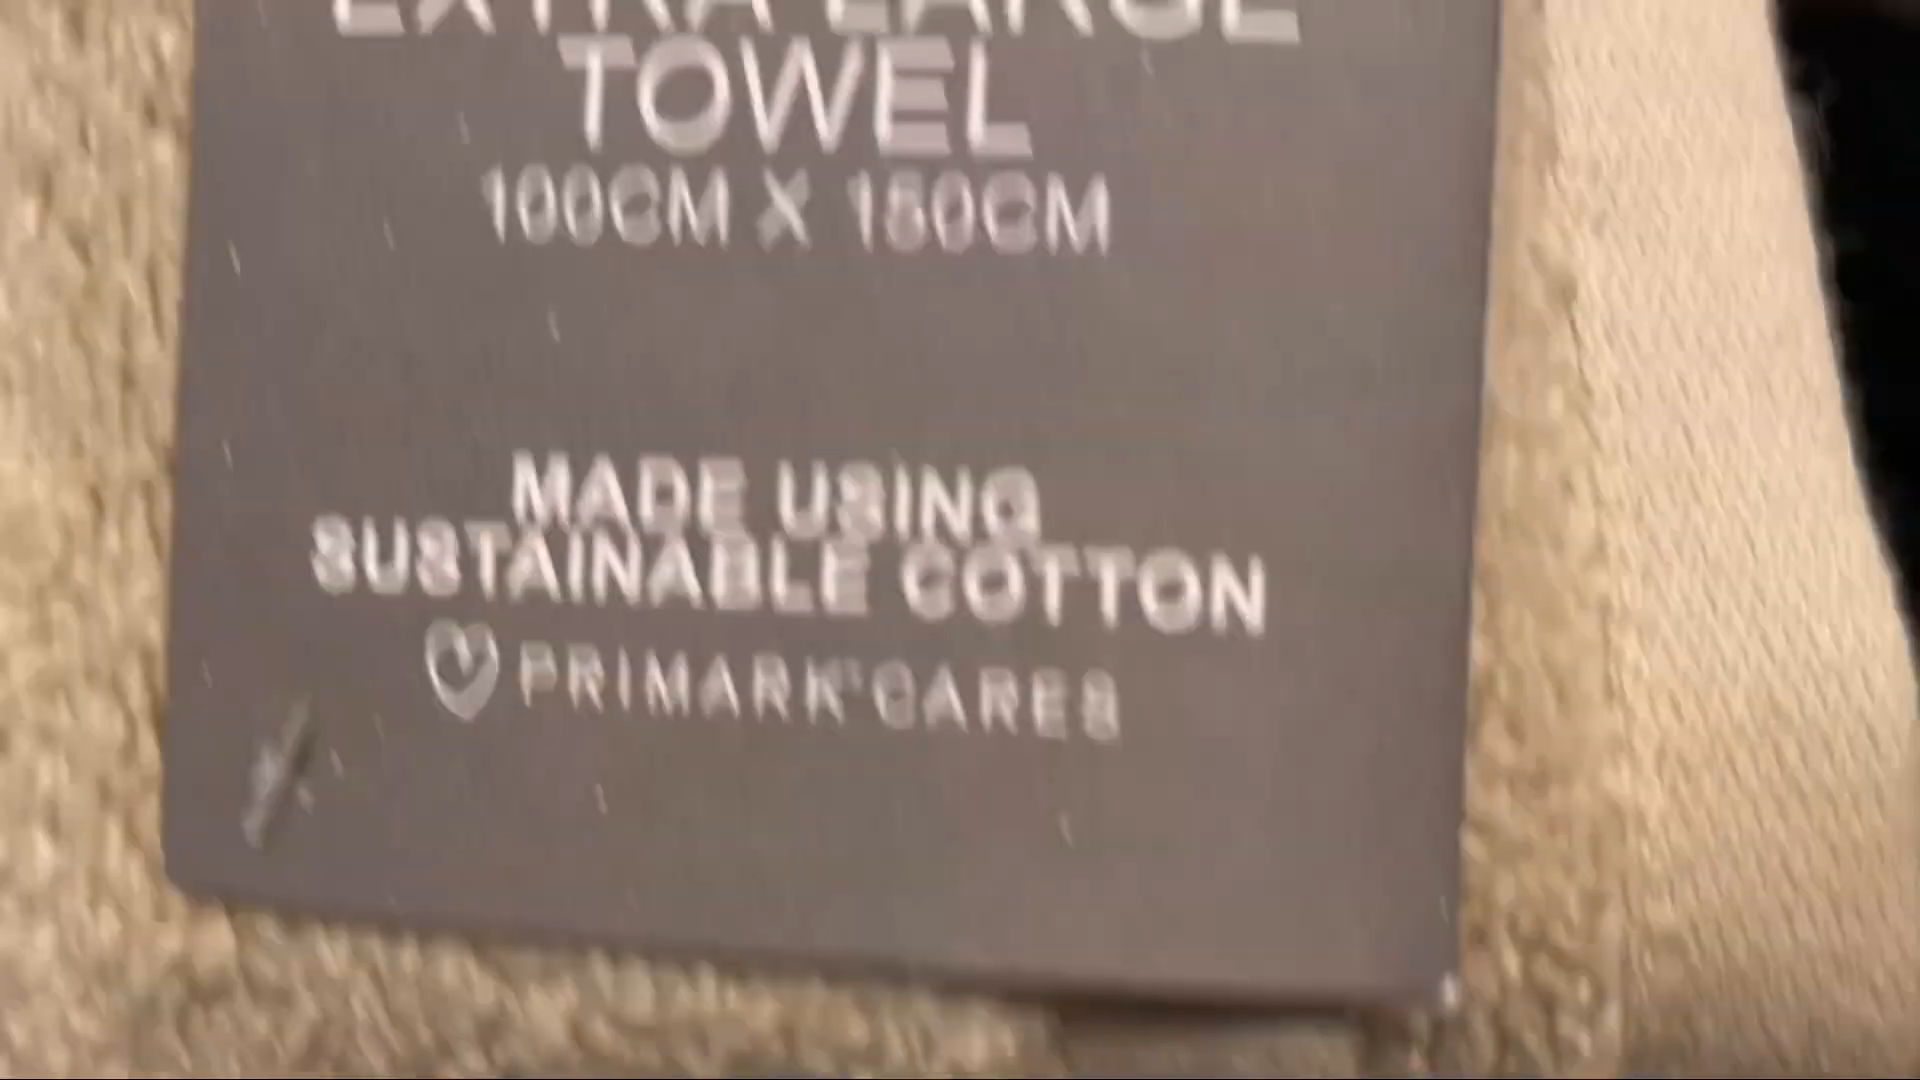 EXTRA LARGE
TOWEL
100CM X 150CM
MADE USING
SUSTAINABLE COTTON
PRIMARK CARES